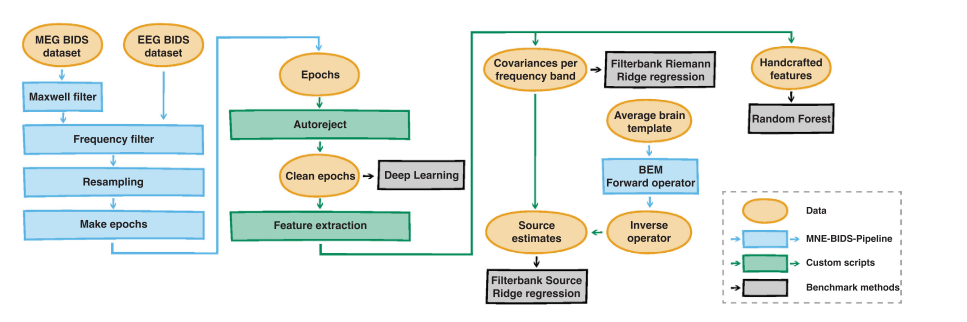 MEG BIDS
dataset
EEG BIDS
dataset
Maxwell filter
Frequency filter
Resampling
Make epochs
Epochs
Autoreject
Clean epochs
Deep Learning
Feature extraction
Covariances per
frequency band
Filterbank Riemann
Ridge regression
Handcrafted
features
Random Forest
Average brain
template
BEM
Forward operator
Source
estimates
Inverse
operator
Filterbank Source
Ridge regression
Data
MNE-BIDS-Pipeline
Custom scripts
Benchmark methods